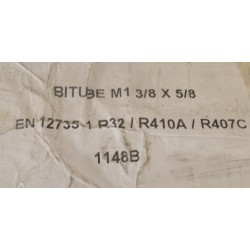 BITUBE M1 3/8 X 5/8
EN 12735-1 R32 / R410A / R407C
1148B